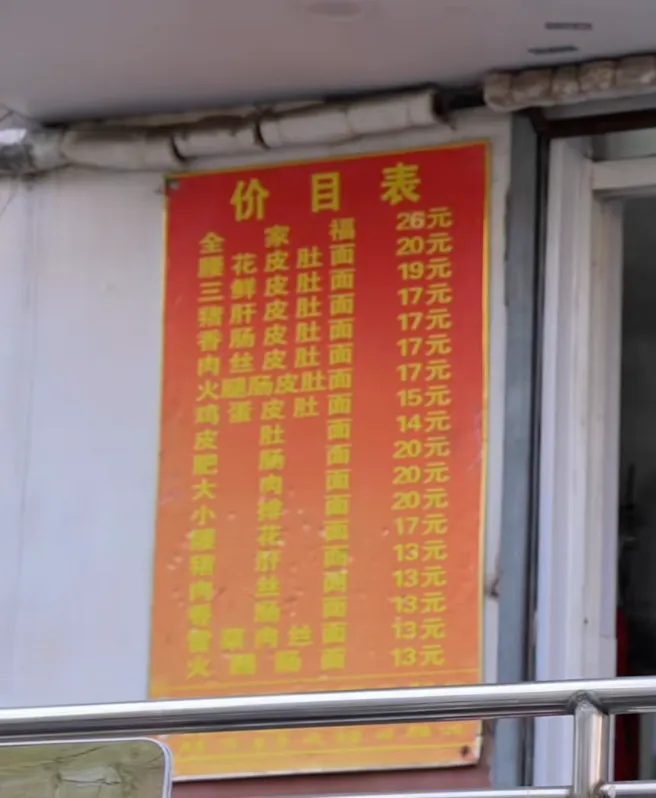 价目表
全家福 26元
腰花皮肚面 20元
三鲜皮肚面 19元
猪肝皮肚面 17元
香肠皮肚面 17元
肉丝皮肚面 17元
火腿肠皮肚面 17元
鸡蛋皮肚面 15元
皮肚面 14元
肥肠面 20元
大肉面 20元
小排面 20元
腰花面 17元
猪肝面 13元
肉丝面 13元
香肠面 13元
雪菜肉丝面 13元
火腿肠面 13元